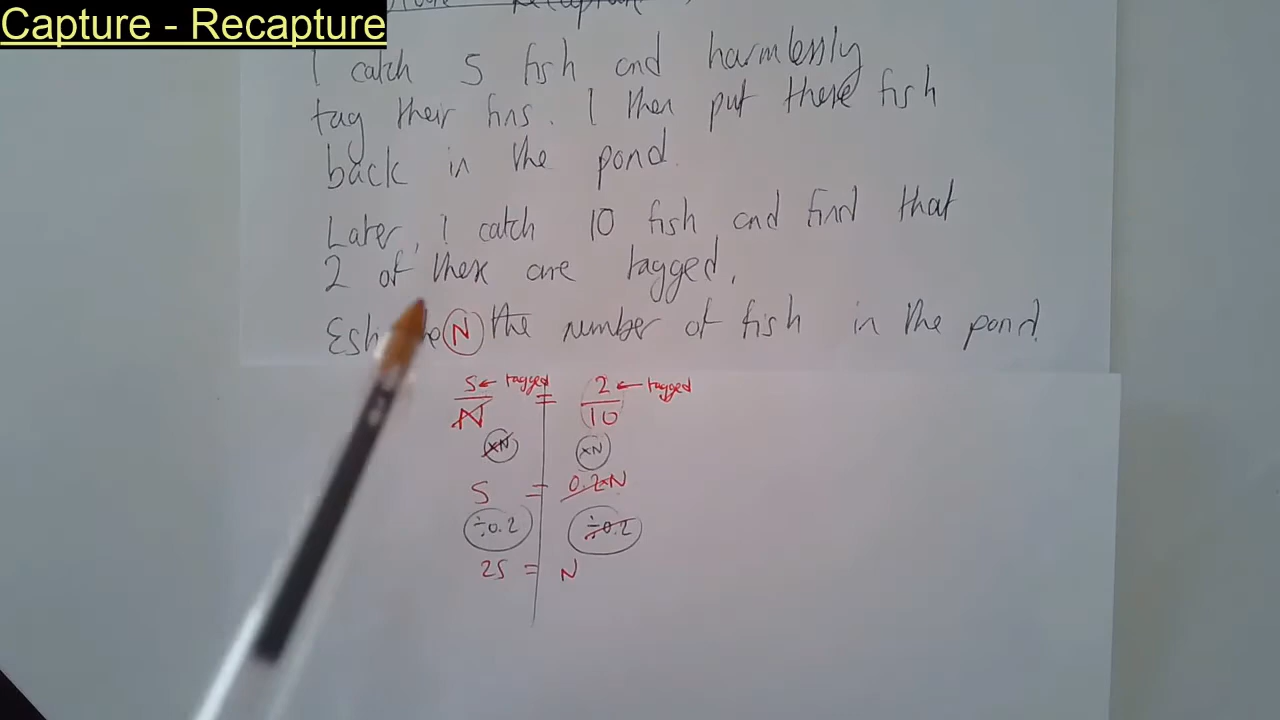 Capture - Recapture
I catch 5 fish and harmlessly
tag their fins. I then put these fish
back in the pond.
Later, I catch 10 fish and find that
2 of these are tagged.
N the number of fish in the pond.
5 ← tagged = 2 ← tagged
N 10
×N ×N
5 = 0.2×N
÷0.2 ÷0.2
25 = N